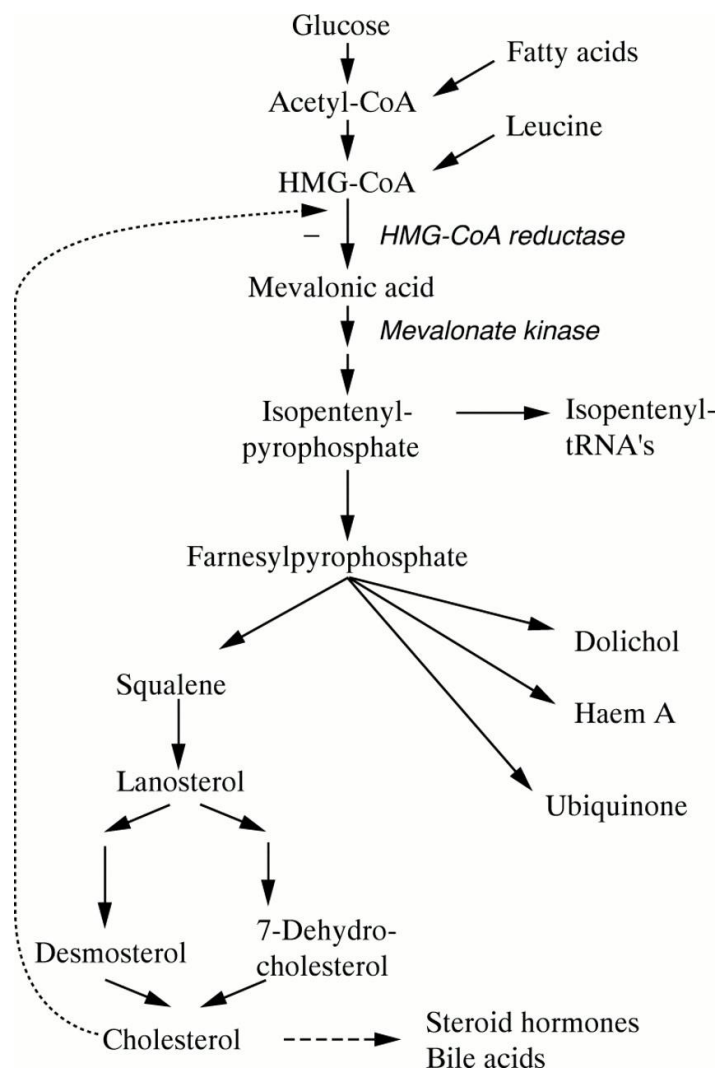 Glucose
Fatty acids
Acetyl-CoA
Leucine
HMG-CoA
– HMG-CoA reductase
Mevalonic acid
Mevalonate kinase
Isopentenyl-
pyrophosphate
Isopentenyl-
tRNA's
Farnesylpyrophosphate
Dolichol
Squalene
Haem A
Lanosterol
Ubiquinone
Desmosterol
7-Dehydro-
cholesterol
Cholesterol
Steroid hormones
Bile acids